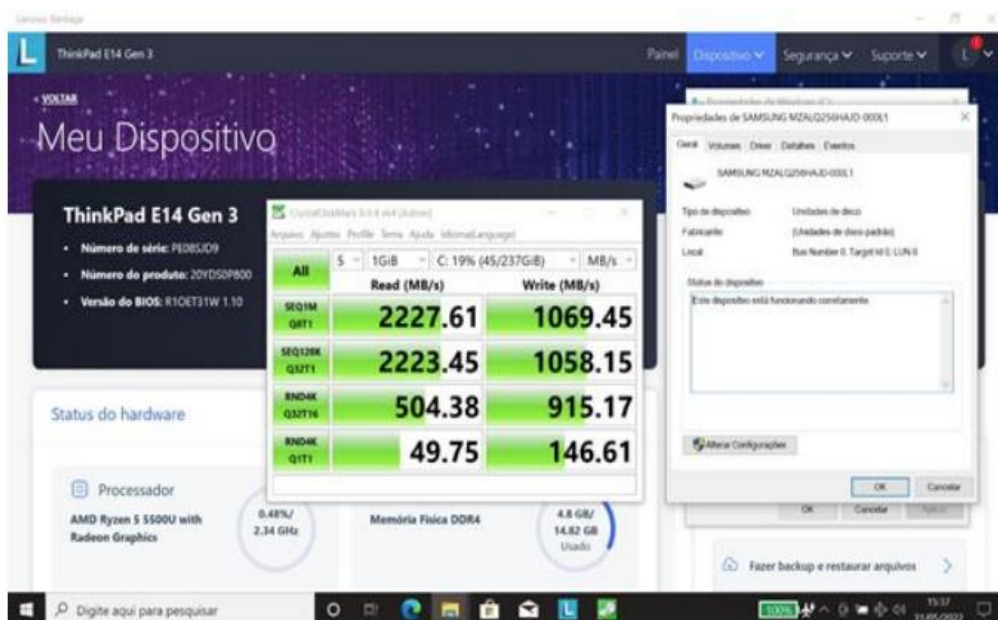 Lenovo Vantage
ThinkPad E14 Gen 3
Painel
Dispositivo
Segurança
Suporte
L
VOLTAR
Meu Dispositivo
ThinkPad E14 Gen 3
Número de série:
Número do produto: 20YDS0P800
Versão do BIOS: R1OET31W 1.10
Status do hardware
Processador
AMD Ryzen 5 5500U with
Radeon Graphics
0.48%/
2.34 GHz
Memória Física DDR4
4.8 GB/
14.82 GB
Usado
Arquivo Ajustes Profile Tema Ajuda Idioma(Language)
All
5
1GiB
C: 19% (45/237GiB)
MB/s
Read (MB/s)
Write (MB/s)
SEQ1M
Q8T1
2227.61
1069.45
SEQ128K
Q32T1
2223.45
1058.15
RND4K
Q32T16
504.38
915.17
RND4K
Q1T1
49.75
146.61
Propriedades de SAMSUNG MZALQ256HAJD-000L1
Geral Volumes Driver Detalhes Eventos
SAMSUNG MZALQ256HAJD-000L1
Tipo de dispositivo: Unidades de disco
Fabricante: (Unidades de disco padrão)
Local: Bus Number 0, Target Id 0, LUN 0
Status do dispositivo
Este dispositivo está funcionando corretamente.
Alterar Configurações
OK
Cancelar
OK
Cancelar
Aplicar
Fazer backup e restaurar arquivos
Digite aqui para pesquisar
100%
15:37
31/05/2022